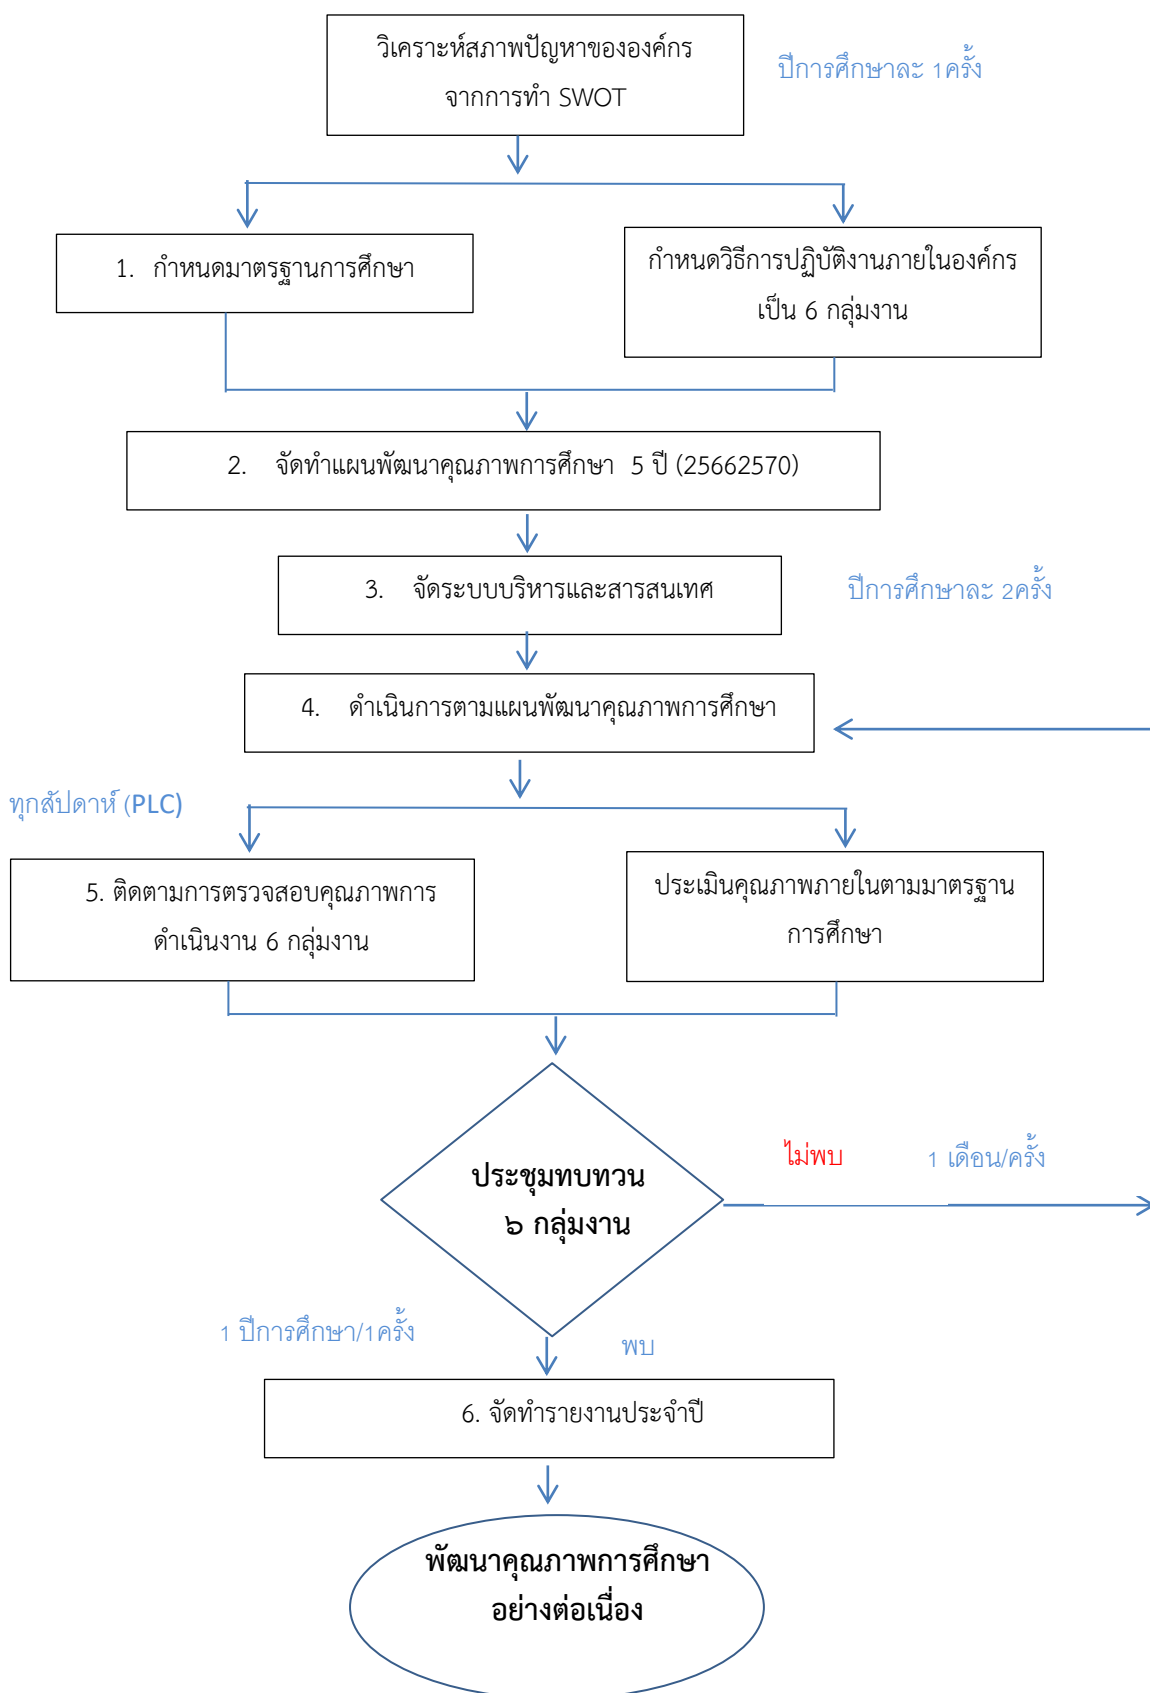 วิเคราะห์สภาพปัญหาขององค์กร
จากการทำ SWOT
ปีการศึกษาละ 1ครั้ง
1. กำหนดมาตรฐานการศึกษา
กำหนดวิธีการปฏิบัติงานภายในองค์กร
เป็น 6 กลุ่มงาน
2. จัดทำแผนพัฒนาคุณภาพการศึกษา 5 ปี (25662570)
3. จัดระบบบริหารและสารสนเทศ
ปีการศึกษาละ 2ครั้ง
4. ดำเนินการตามแผนพัฒนาคุณภาพการศึกษา
ทุกสัปดาห์ (PLC)
5. ติดตามการตรวจสอบคุณภาพการ
ดำเนินงาน 6 กลุ่มงาน
ประเมินคุณภาพภายในตามมาตรฐาน
การศึกษา
ประชุมทบทวน
๖ กลุ่มงาน
ไม่พบ
1 เดือน/ครั้ง
1 ปีการศึกษา/1ครั้ง
พบ
6. จัดทำรายงานประจำปี
พัฒนาคุณภาพการศึกษา
อย่างต่อเนื่อง